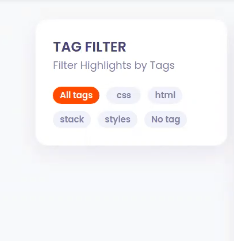 TAG FILTER
Filter Highlights by Tags
All tags css html
stack styles No tag